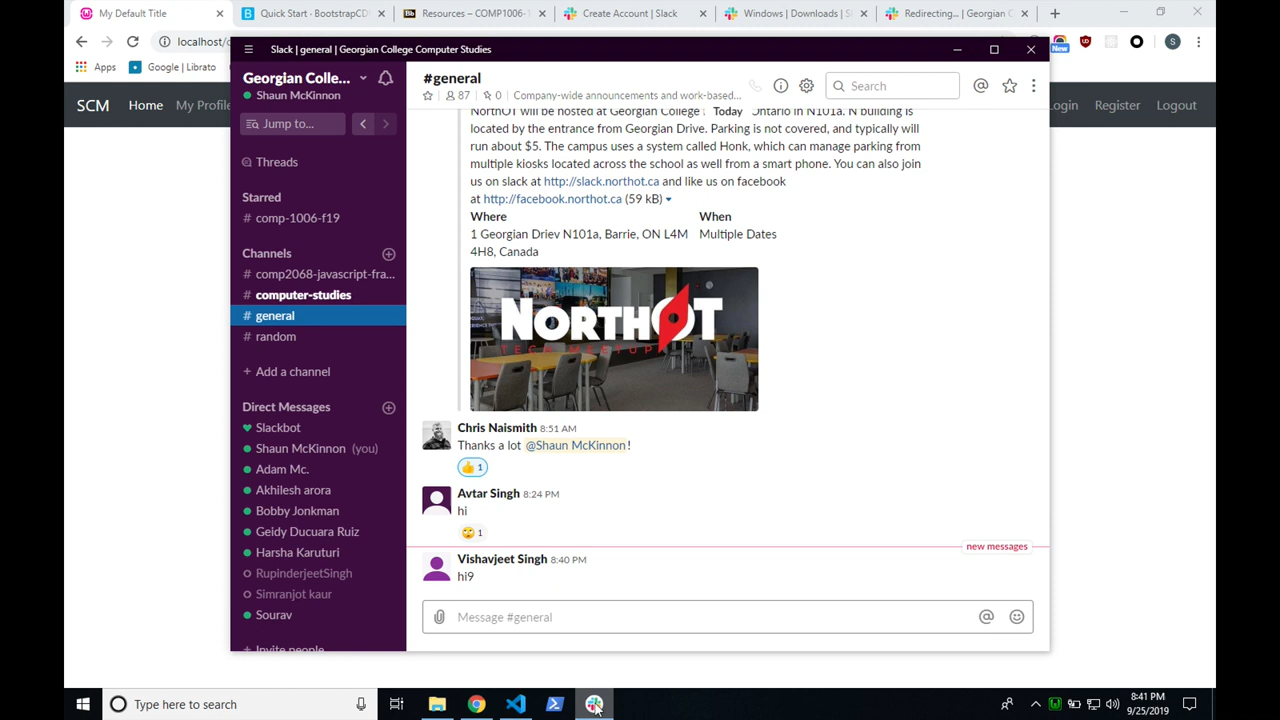 My Default Title
Quick Start · BootstrapCD
Resources – COMP1006-
Create Account | Slack
Windows | Downloads | S
Redirecting... | Georgian C
localhost/
New
S
Apps
Google | Librato
SCM
Home
My Profile
Login
Register
Logout
Slack | general | Georgian College Computer Studies
Georgian Colle...
Shaun McKinnon
Jump to...
Threads
Starred
# comp-1006-f19
Channels
# comp2068-javascript-fra...
# computer-studies
# general
# random
+ Add a channel
Direct Messages
Slackbot
Shaun McKinnon (you)
Adam Mc.
Akhilesh arora
Bobby Jonkman
Geidy Ducuara Ruiz
Harsha Karuturi
RupinderjeetSingh
Simranjot kaur
Sourav
+ Invite people
#general
87
0
Company-wide announcements and work-based...
Search
Today
NorthOT will be hosted at Georgian College Ontario in N101a. N building is
located by the entrance from Georgian Drive. Parking is not covered, and typically will
run about $5. The campus uses a system called Honk, which can manage parking from
multiple kiosks located across the school as well from a smart phone. You can also join
us on slack at http://slack.northot.ca and like us on facebook
at http://facebook.northot.ca (59 kB)
Where
When
1 Georgian Driev N101a, Barrie, ON L4M
4H8, Canada
Multiple Dates
NORTHOT
TECH MEETUP
Chris Naismith 8:51 AM
Thanks a lot @Shaun McKinnon!
1
Avtar Singh 8:24 PM
hi
1
new messages
Vishavjeet Singh 8:40 PM
hi9
Message #general
Type here to search
8:41 PM
9/25/2019